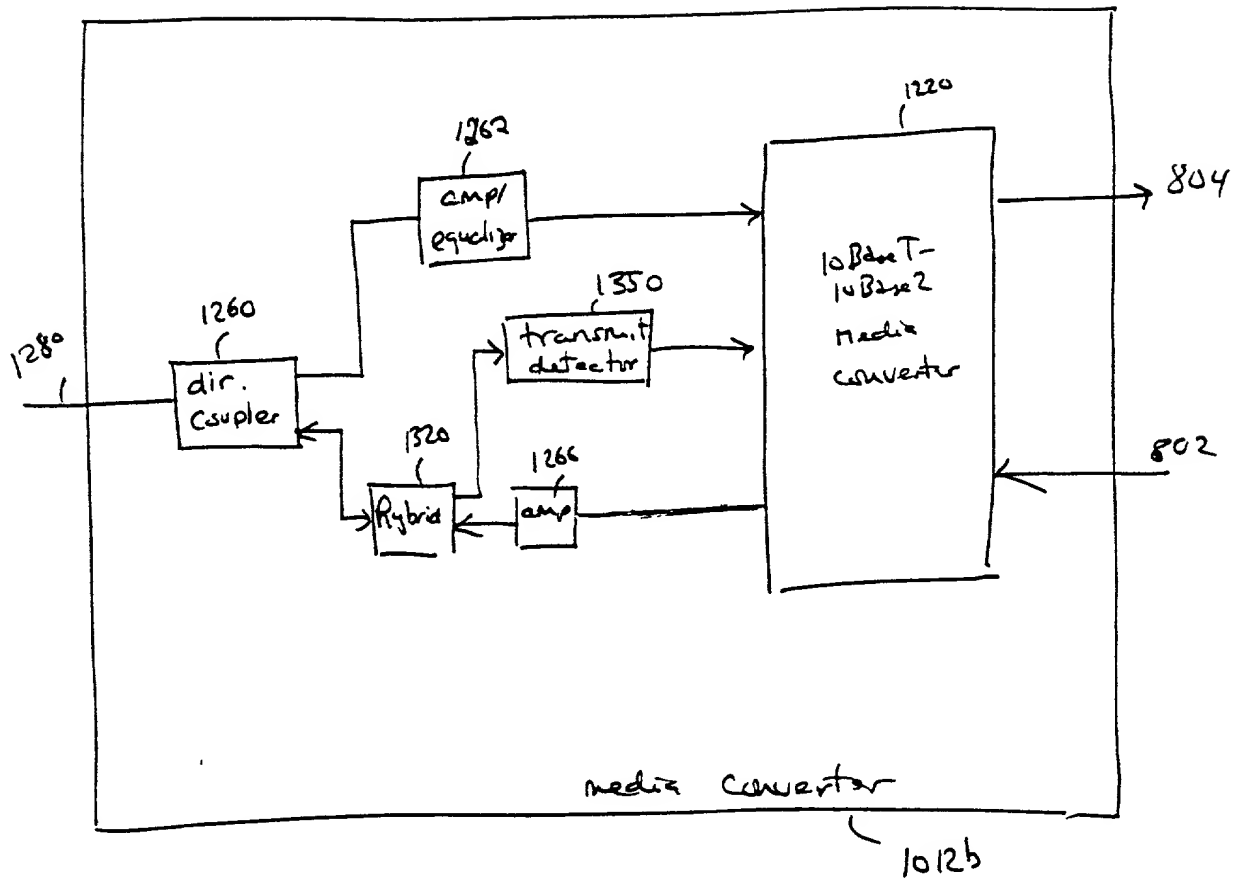 1220
1262
amp/
equalizer
804
1350
transmit
detector
10BaseT-
10Base2
Media
Converter
1260
1280
dir.
Coupler
1320
Hybrid
1266
amp
802
media converter
1012b